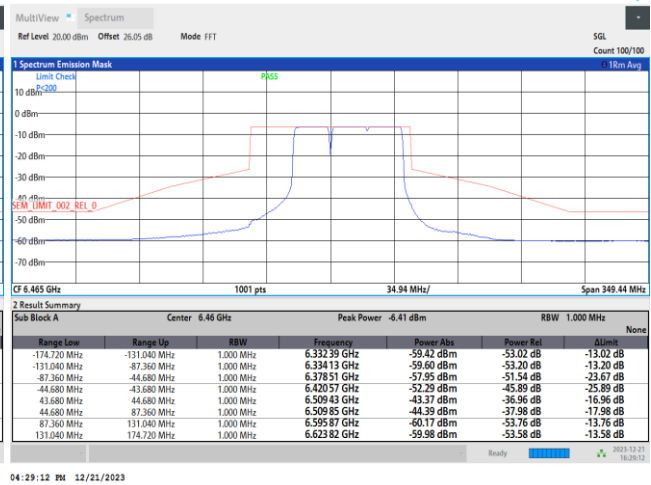 MultiView * Spectrum
Ref Level 20.00 dBm Offset 26.05 dB Mode FFT SGL
Count 100/100
1 Spectrum Emission Mask 1Rm Avg
Limit Check PASS
P<200
10 dBm
0 dBm
-10 dBm
-20 dBm
-30 dBm
-40 dBm
SEM_LIMIT_002_REL_0
-50 dBm
-60 dBm
-70 dBm
CF 6.465 GHz 1001 pts 34.94 MHz/ Span 349.44 MHz
2 Result Summary
Sub Block A Center 6.46 GHz Peak Power -6.41 dBm RBW 1.000 MHz
None
Range Low Range Up RBW Frequency Power Abs Power Rel ΔLimit
-174.720 MHz -131.040 MHz 1.000 MHz 6.332 39 GHz -59.42 dBm -53.02 dB -13.02 dB
-131.040 MHz -87.360 MHz 1.000 MHz 6.334 13 GHz -59.60 dBm -53.20 dB -13.20 dB
-87.360 MHz -44.680 MHz 1.000 MHz 6.378 51 GHz -57.95 dBm -51.54 dB -23.67 dB
-44.680 MHz -43.680 MHz 1.000 MHz 6.420 57 GHz -52.29 dBm -45.89 dB -25.89 dB
43.680 MHz 44.680 MHz 1.000 MHz 6.509 43 GHz -43.37 dBm -36.96 dB -16.96 dB
44.680 MHz 87.360 MHz 1.000 MHz 6.509 85 GHz -44.39 dBm -37.98 dB -17.98 dB
87.360 MHz 131.040 MHz 1.000 MHz 6.595 87 GHz -60.17 dBm -53.76 dB -13.76 dB
131.040 MHz 174.720 MHz 1.000 MHz 6.623 82 GHz -59.98 dBm -53.58 dB -13.58 dB
Ready 2023-12-21
16:29:12
04:29:12 PM 12/21/2023